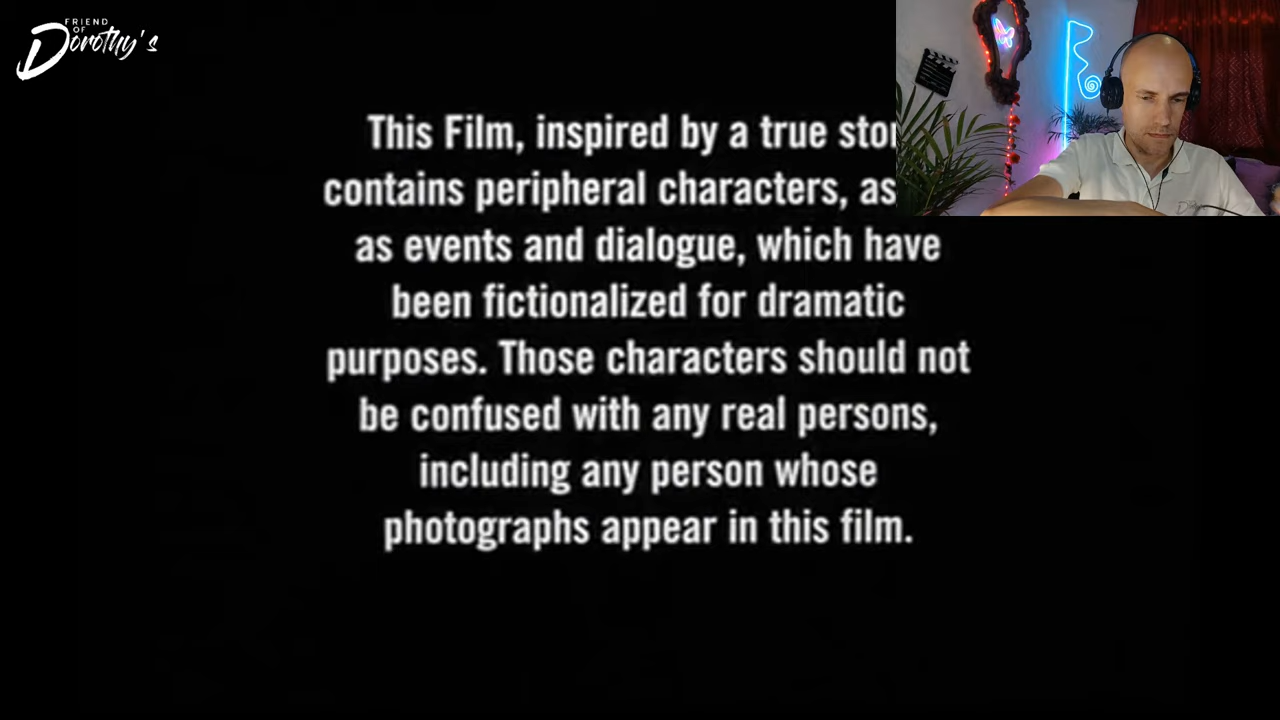 FRIEND
OF
Dorothy's
This Film, inspired by a true
contains peripheral characters, as
as events and dialogue, which have
been fictionalized for dramatic
purposes. Those characters should not
be confused with any real persons,
including any person whose
photographs appear in this film.